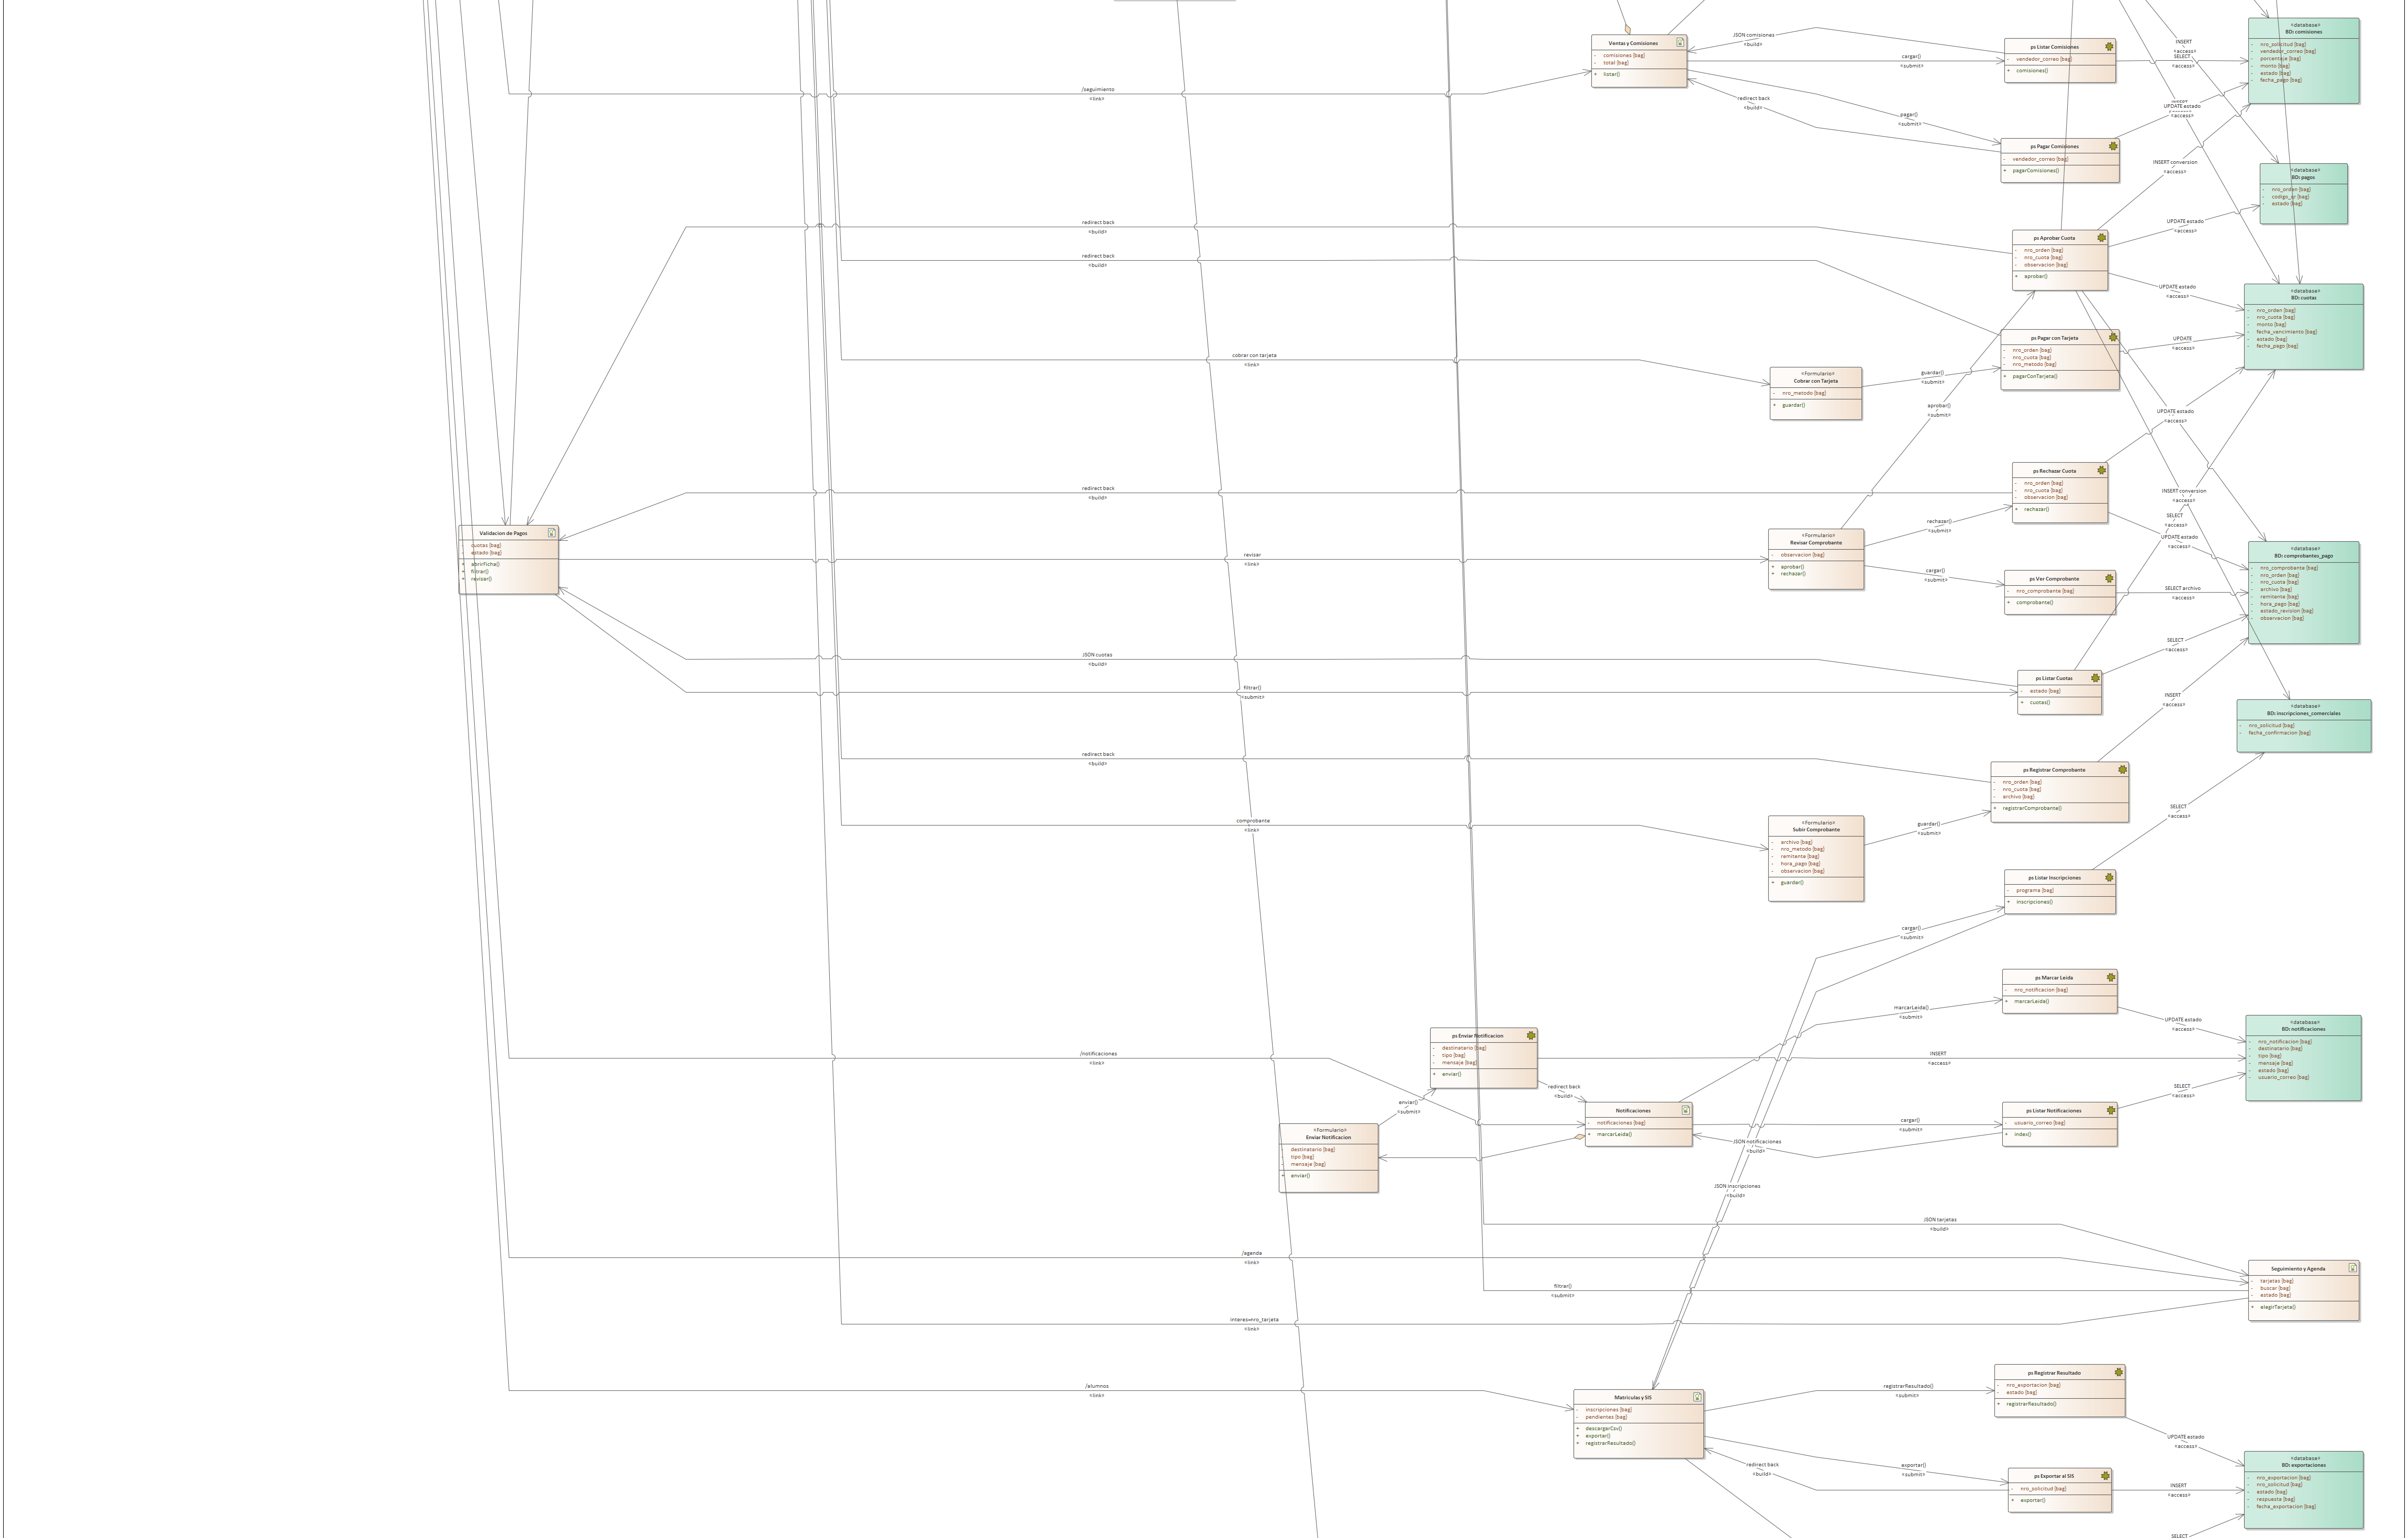 Ventas y Comisiones
- comisiones [bag]
- total [bag]
+ listar()
JSON comisiones
«build»
cargar()
«submit»
pagar()
«submit»
redirect back
«build»
/seguimiento
«link»
ps Listar Comisiones
- vendedor_correo [bag]
+ comisiones()
ps Pagar Comisiones
- vendedor_correo [bag]
+ pagarComisiones()
INSERT
«access»
SELECT
«access»
UPDATE estado
«access»
«database»
BD: comisiones
- nro_solicitud [bag]
- vendedor_correo [bag]
- porcentaje [bag]
- monto [bag]
- estado [bag]
- fecha_pago [bag]
INSERT conversion
«access»
«database»
BD: pagos
- nro_orden [bag]
- codigo_qr [bag]
- estado [bag]
redirect back
«build»
redirect back
«build»
ps Aprobar Cuota
- nro_orden [bag]
- nro_cuota [bag]
- observacion [bag]
+ aprobar()
UPDATE estado
«access»
UPDATE estado
«access»
«database»
BD: cuotas
- nro_orden [bag]
- nro_cuota [bag]
- monto [bag]
- fecha_vencimiento [bag]
- estado [bag]
- fecha_pago [bag]
cobrar con tarjeta
«link»
«Formulario»
Cobrar con Tarjeta
- nro_metodo [bag]
+ guardar()
guardar()
«submit»
ps Pagar con Tarjeta
- nro_orden [bag]
- nro_cuota [bag]
- nro_metodo [bag]
+ pagarConTarjeta()
UPDATE
«access»
aprobar()
«submit»
UPDATE estado
«access»
redirect back
«build»
ps Rechazar Cuota
- nro_orden [bag]
- nro_cuota [bag]
- observacion [bag]
+ rechazar()
INSERT conversion
«access»
SELECT
«access»
UPDATE estado
«access»
Validacion de Pagos
- cuotas [bag]
- estado [bag]
+ abrirFicha()
+ filtrar()
+ revisar()
revisar
«link»
«Formulario»
Revisar Comprobante
- observacion [bag]
+ aprobar()
+ rechazar()
rechazar()
«submit»
cargar()
«submit»
ps Ver Comprobante
- nro_comprobante [bag]
+ comprobante()
SELECT archivo
«access»
«database»
BD: comprobantes_pago
- nro_comprobante [bag]
- nro_orden [bag]
- nro_cuota [bag]
- archivo [bag]
- remitente [bag]
- hora_pago [bag]
- estado_revision [bag]
- observacion [bag]
JSON cuotas
«build»
filtrar()
«submit»
ps Listar Cuotas
- estado [bag]
+ cuotas()
SELECT
«access»
INSERT
«access»
«database»
BD: inscripciones_comerciales
- nro_solicitud [bag]
- fecha_confirmacion [bag]
redirect back
«build»
ps Registrar Comprobante
- nro_orden [bag]
- nro_cuota [bag]
- archivo [bag]
+ registrarComprobante()
comprobante
«link»
«Formulario»
Subir Comprobante
- archivo [bag]
- nro_metodo [bag]
- remitente [bag]
- hora_pago [bag]
- observacion [bag]
+ guardar()
guardar()
«submit»
SELECT
«access»
ps Listar Inscripciones
- programa [bag]
+ inscripciones()
cargar()
«submit»
ps Marcar Leida
- nro_notificacion [bag]
+ marcarLeida()
marcarLeida()
«submit»
UPDATE estado
«access»
«database»
BD: notificaciones
- nro_notificacion [bag]
- destinatario [bag]
- tipo [bag]
- mensaje [bag]
- estado [bag]
- usuario_correo [bag]
ps Enviar Notificacion
- destinatario [bag]
- tipo [bag]
- mensaje [bag]
+ enviar()
INSERT
«access»
/notificaciones
«link»
redirect back
«build»
enviar()
«submit»
«Formulario»
Enviar Notificacion
- destinatario [bag]
- tipo [bag]
- mensaje [bag]
+ enviar()
Notificaciones
- notificaciones [bag]
+ marcarLeida()
cargar()
«submit»
JSON notificaciones
«build»
ps Listar Notificaciones
- usuario_correo [bag]
+ index()
SELECT
«access»
JSON inscripciones
«build»
JSON tarjetas
«build»
/agenda
«link»
filtrar()
«submit»
interes=nro_tarjeta
«link»
Seguimiento y Agenda
- tarjetas [bag]
- buscar [bag]
- estado [bag]
+ elegirTarjeta()
/alumnos
«link»
Matriculas y SIS
- inscripciones [bag]
- pendientes [bag]
+ descargarCsv()
+ exportar()
+ registrarResultado()
registrarResultado()
«submit»
ps Registrar Resultado
- nro_exportacion [bag]
- estado [bag]
+ registrarResultado()
UPDATE estado
«access»
exportar()
«submit»
redirect back
«build»
ps Exportar al SIS
- nro_solicitud [bag]
+ exportar()
INSERT
«access»
«database»
BD: exportaciones
- nro_exportacion [bag]
- nro_solicitud [bag]
- estado [bag]
- respuesta [bag]
- fecha_exportacion [bag]
SELECT